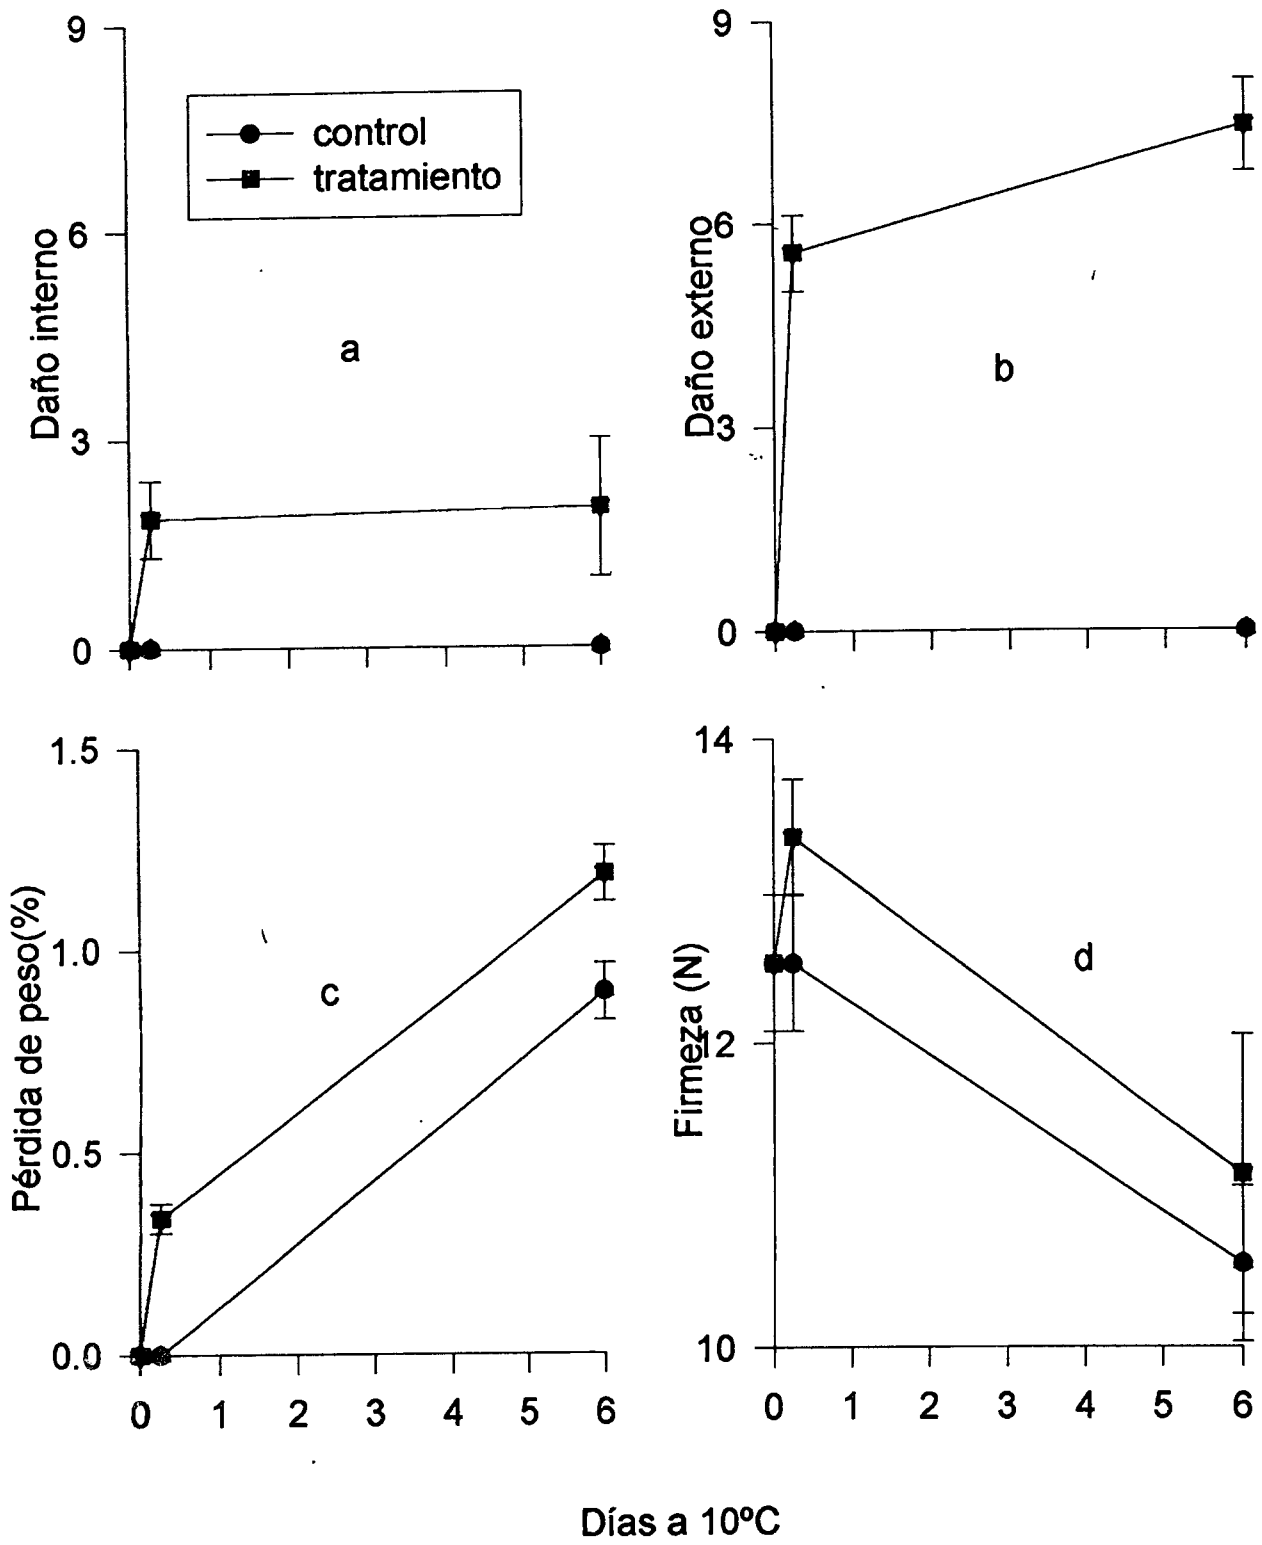 9
6
3
0
Daño interno
control
tratamiento
a
9
6
3
0
Daño externo
b
1.5
1.0
0.5
0.0
Pérdida de peso(%)
c
0 1 2 3 4 5 6
14
12
10
Firmeza (N)
d
0 1 2 3 4 5 6
Días a 10ºC